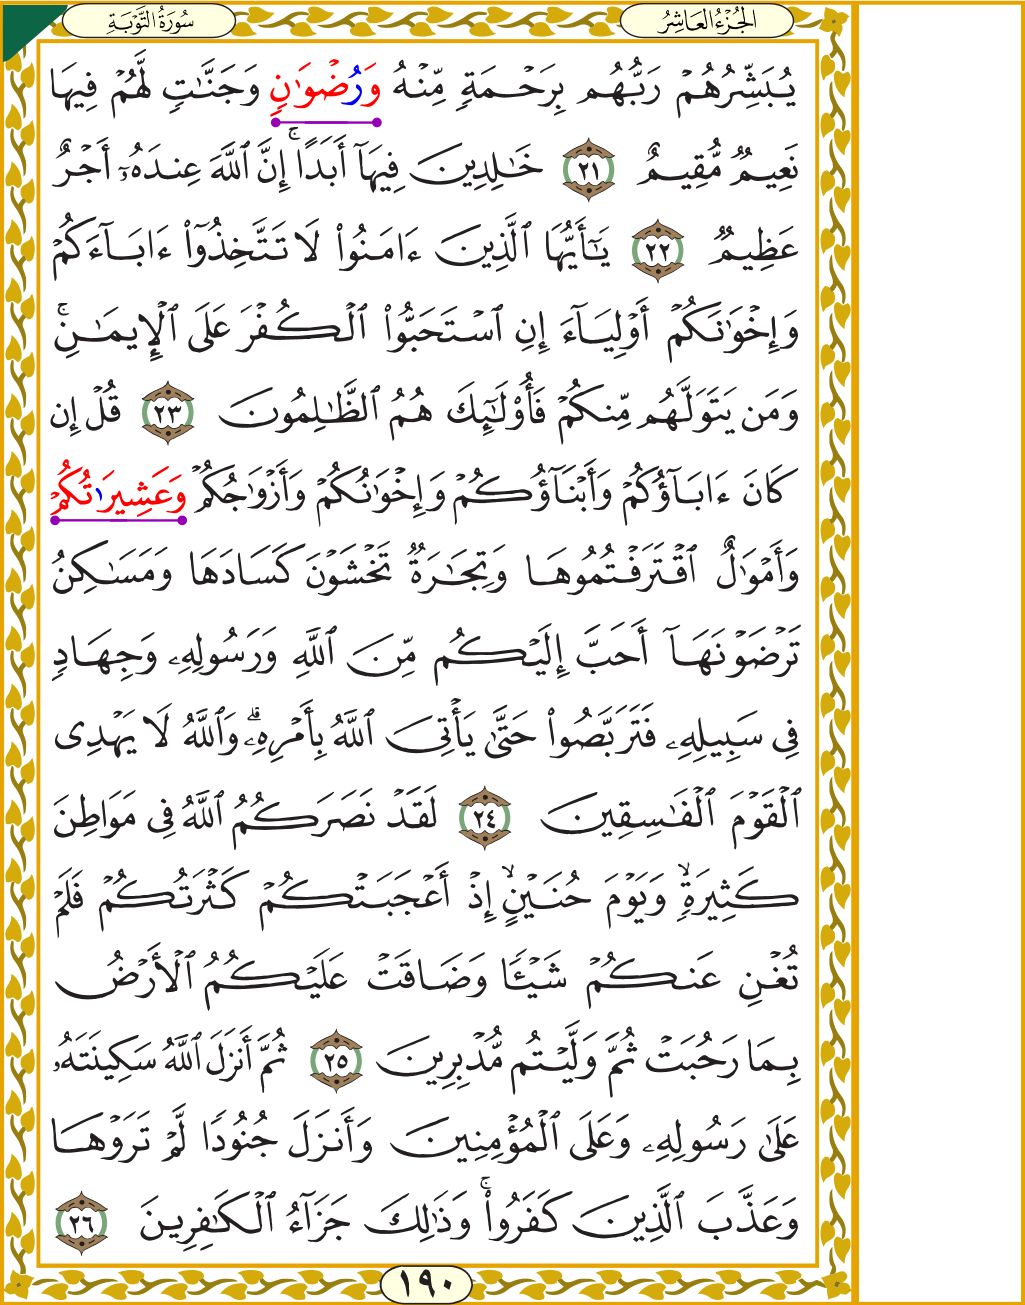 سُورَةُ التَّوْبَةِ
الجُزْءُ العَاشِرُ
يُبَشِّرُهُمْ رَبُّهُم بِرَحْمَةٍ مِّنْهُ وَرُضْوَٰنٍ وَجَنَّٰتٍ لَّهُمْ فِيهَا
نَعِيمٌ مُّقِيمٌ ٢١ خَٰلِدِينَ فِيهَآ أَبَدًا ۚ إِنَّ ٱللَّهَ عِندَهُۥٓ أَجْرٌ
عَظِيمٌ ٢٢ يَٰٓأَيُّهَا ٱلَّذِينَ ءَامَنُوا۟ لَا تَتَّخِذُوٓا۟ ءَابَآءَكُمْ
وَإِخْوَٰنَكُمْ أَوْلِيَآءَ إِنِ ٱسْتَحَبُّوا۟ ٱلْكُفْرَ عَلَى ٱلْإِيمَٰنِ ۚ
وَمَن يَتَوَلَّهُم مِّنكُمْ فَأُو۟لَٰٓئِكَ هُمُ ٱلظَّٰلِمُونَ ٢٣ قُلْ إِن
كَانَ ءَابَآؤُكُمْ وَأَبْنَآؤُكُمْ وَإِخْوَٰنُكُمْ وَأَزْوَٰجُكُمْ وَعَشِيرَٰتُكُمْ
وَأَمْوَٰلٌ ٱقْتَرَفْتُمُوهَا وَتِجَٰرَةٌ تَخْشَوْنَ كَسَادَهَا وَمَسَٰكِنُ
تَرْضَوْنَهَآ أَحَبَّ إِلَيْكُم مِّنَ ٱللَّهِ وَرَسُولِهِۦ وَجِهَادٍ
فِى سَبِيلِهِۦ فَتَرَبَّصُوا۟ حَتَّىٰ يَأْتِىَ ٱللَّهُ بِأَمْرِهِۦ ۗ وَٱللَّهُ لَا يَهْدِى
ٱلْقَوْمَ ٱلْفَٰسِقِينَ ٢٤ لَقَدْ نَصَرَكُمُ ٱللَّهُ فِى مَوَاطِنَ
كَثِيرَةٍ ۙ وَيَوْمَ حُنَيْنٍ ۙ إِذْ أَعْجَبَتْكُمْ كَثْرَتُكُمْ فَلَمْ
تُغْنِ عَنكُمْ شَيْـًٔا وَضَاقَتْ عَلَيْكُمُ ٱلْأَرْضُ
بِمَا رَحُبَتْ ثُمَّ وَلَّيْتُم مُّدْبِرِينَ ٢٥ ثُمَّ أَنزَلَ ٱللَّهُ سَكِينَتَهُۥ
عَلَىٰ رَسُولِهِۦ وَعَلَى ٱلْمُؤْمِنِينَ وَأَنزَلَ جُنُودًا لَّمْ تَرَوْهَا
وَعَذَّبَ ٱلَّذِينَ كَفَرُوا۟ ۚ وَذَٰلِكَ جَزَآءُ ٱلْكَٰفِرِينَ ٢٦
١٩٠